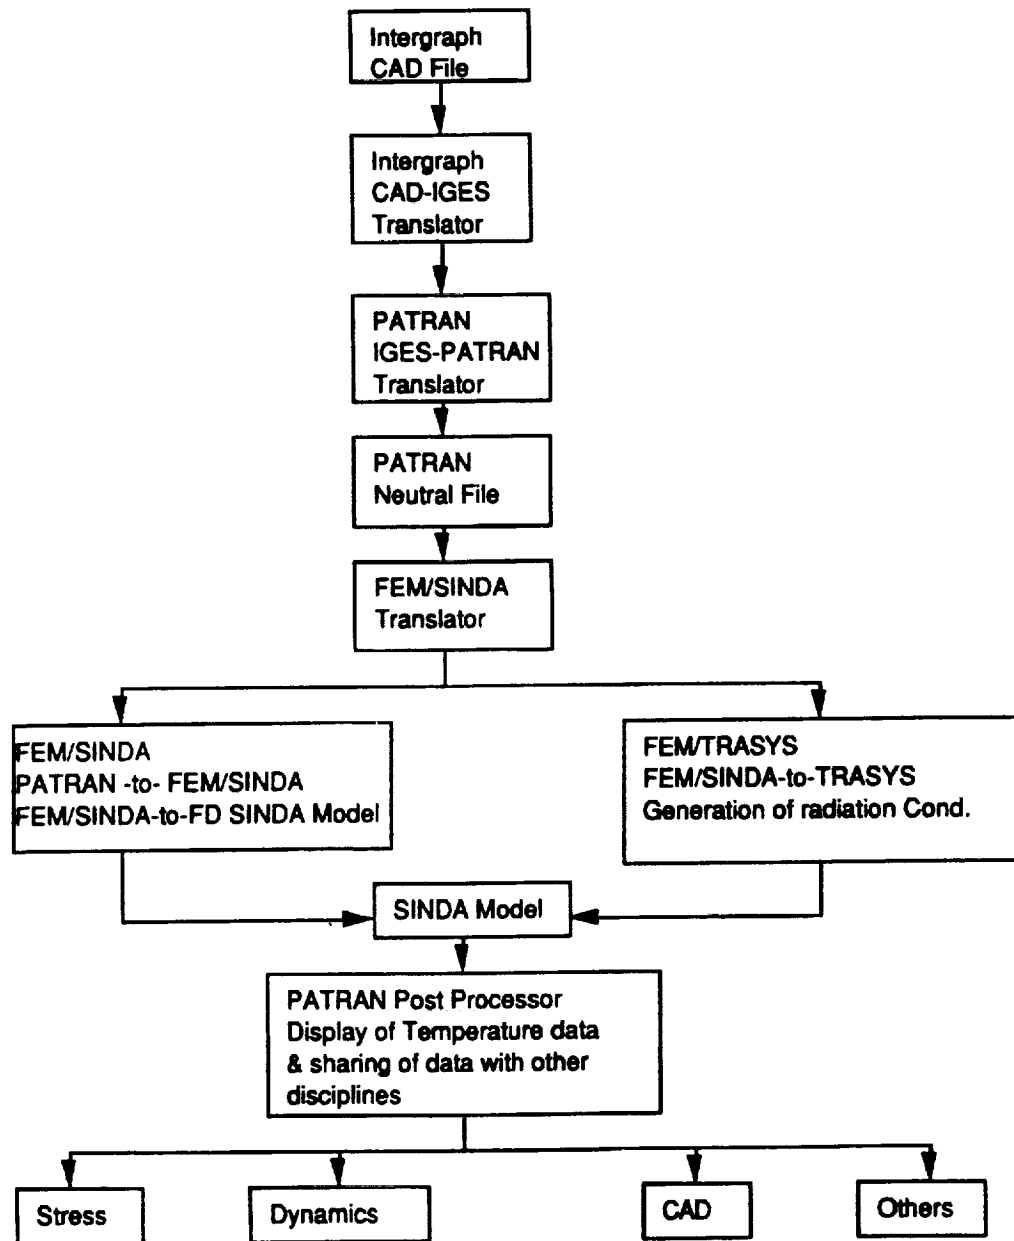 Intergraph
CAD File
Intergraph
CAD-IGES
Translator
PATRAN
IGES-PATRAN
Translator
PATRAN
Neutral File
FEM/SINDA
Translator
FEM/SINDA
PATRAN -to- FEM/SINDA
FEM/SINDA-to-FD SINDA Model
FEM/TRASYS
FEM/SINDA-to-TRASYS
Generation of radiation Cond.
SINDA Model
PATRAN Post Processor
Display of Temperature data
& sharing of data with other
disciplines
Stress
Dynamics
CAD
Others